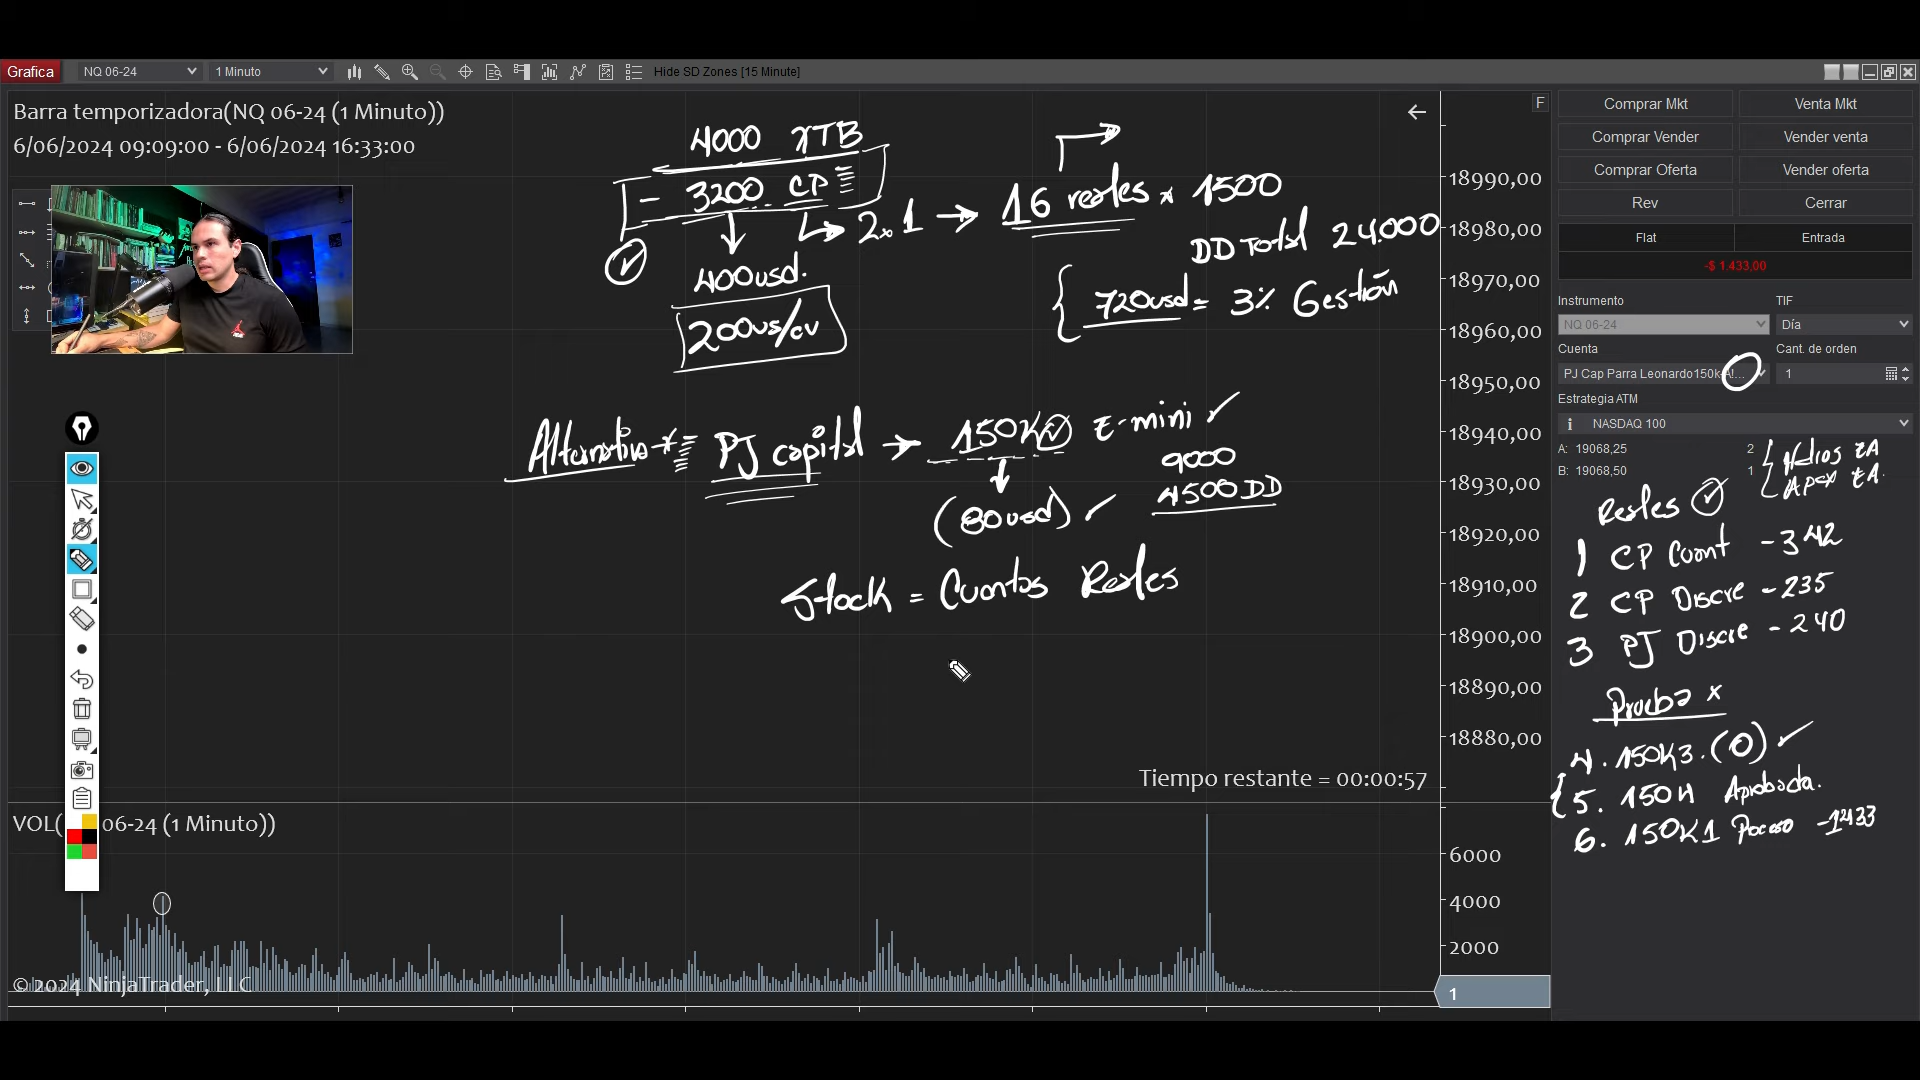 Grafica NQ 06-24 1 Minuto Hide SD Zones [15 Minute]
Barra temporizadora(NQ 06-24 (1 Minuto))
6/06/2024 09:09:00 - 6/06/2024 16:33:00
F
4000 XTB
- 3200 CP
2x1 → 16 reales x 1500
400usd.
200us/cu
DD Total 24.000
720usd = 3% Gestión
Alternativa PJ capital → 150K E-mini ✓
(80usd) ✓
9000
4500DD
Stock = Cuentas Reales
18990,00
18980,00
18970,00
18960,00
18950,00
18940,00
18930,00
18920,00
18910,00
18900,00
18890,00
18880,00
Tiempo restante = 00:00:57
VOL( 06-24 (1 Minuto))
6000
4000
2000
1
© 2024 NinjaTrader, LLC
Comprar Mkt Venta Mkt
Comprar Vender Vender venta
Comprar Oferta Vender oferta
Rev Cerrar
Flat Entrada
-$ 1.433,00
Instrumento TIF
NQ 06-24 Día
Cuenta Cant. de orden
PJ Cap Parra Leonardo150k 1
Estrategia ATM
NASDAQ 100
A: 19068,25 2
B: 19068,50 1
Helios EA
Apex EA.
Reales ✓
1 CP Cuant - 342
2 CP Discre - 235
3 PJ Discre - 240
Prueba x
4. 150K3. (0) ✓
5. 150K Aprobada.
6. 150K1 Proceso -1433